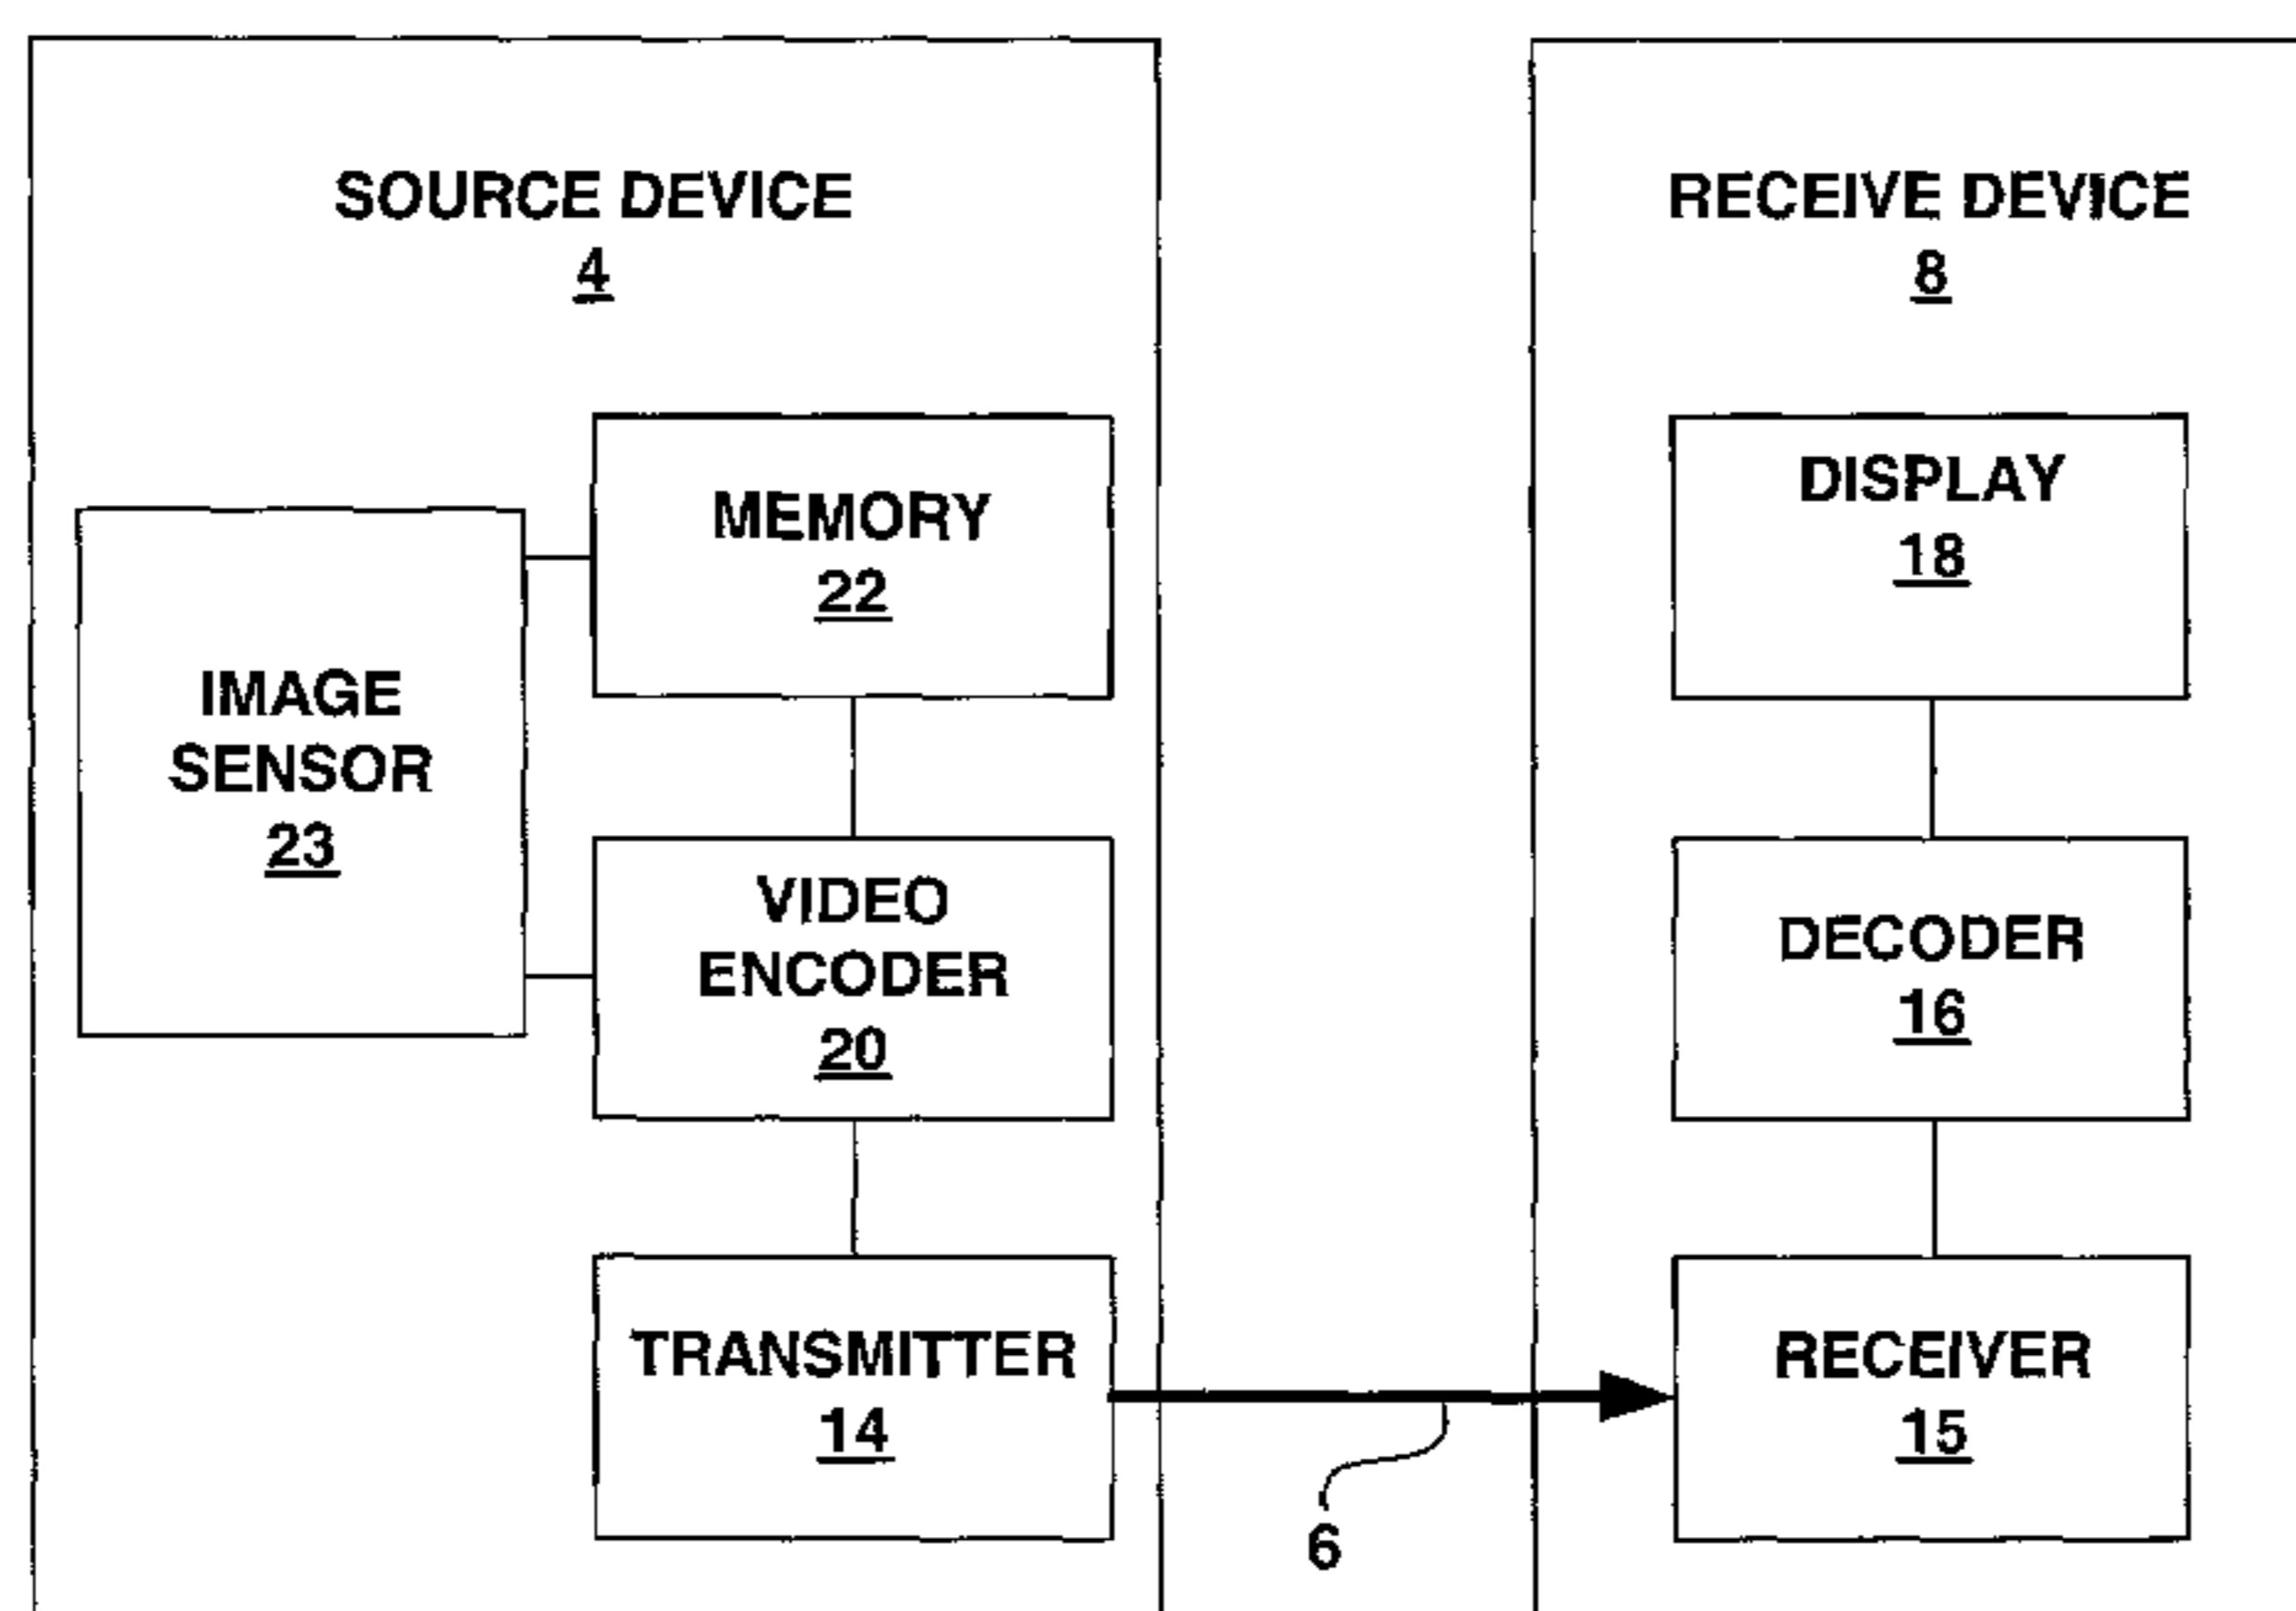 SOURCE DEVICE
4
MEMORY
22
IMAGE
SENSOR
23
VIDEO
ENCODER
20
TRANSMITTER
14
6
RECEIVE DEVICE
8
DISPLAY
18
DECODER
16
RECEIVER
15